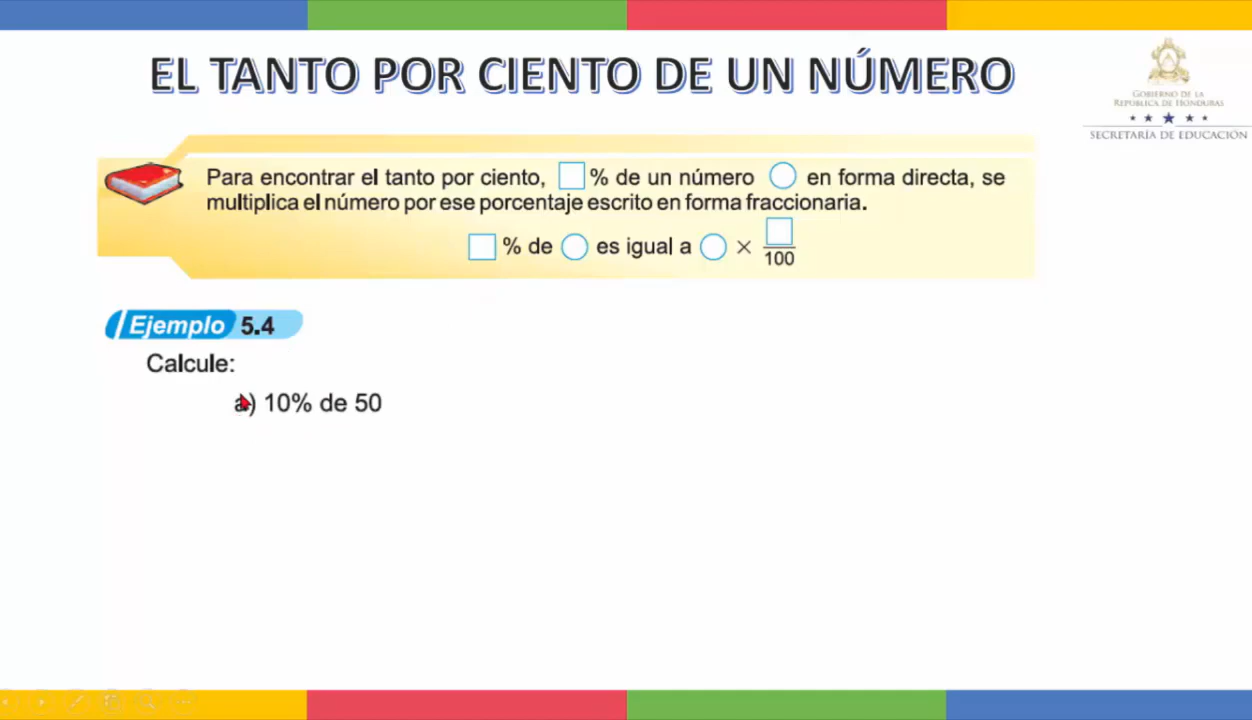 EL TANTO POR CIENTO DE UN NÚMERO
GOBIERNO DE LA
REPÚBLICA DE HONDURAS
SECRETARÍA DE EDUCACIÓN
Para encontrar el tanto por ciento, □ % de un número ○ en forma directa, se
multiplica el número por ese porcentaje escrito en forma fraccionaria.
□ % de ○ es igual a ○ × □/100
Ejemplo 5.4
Calcule:
a) 10% de 50